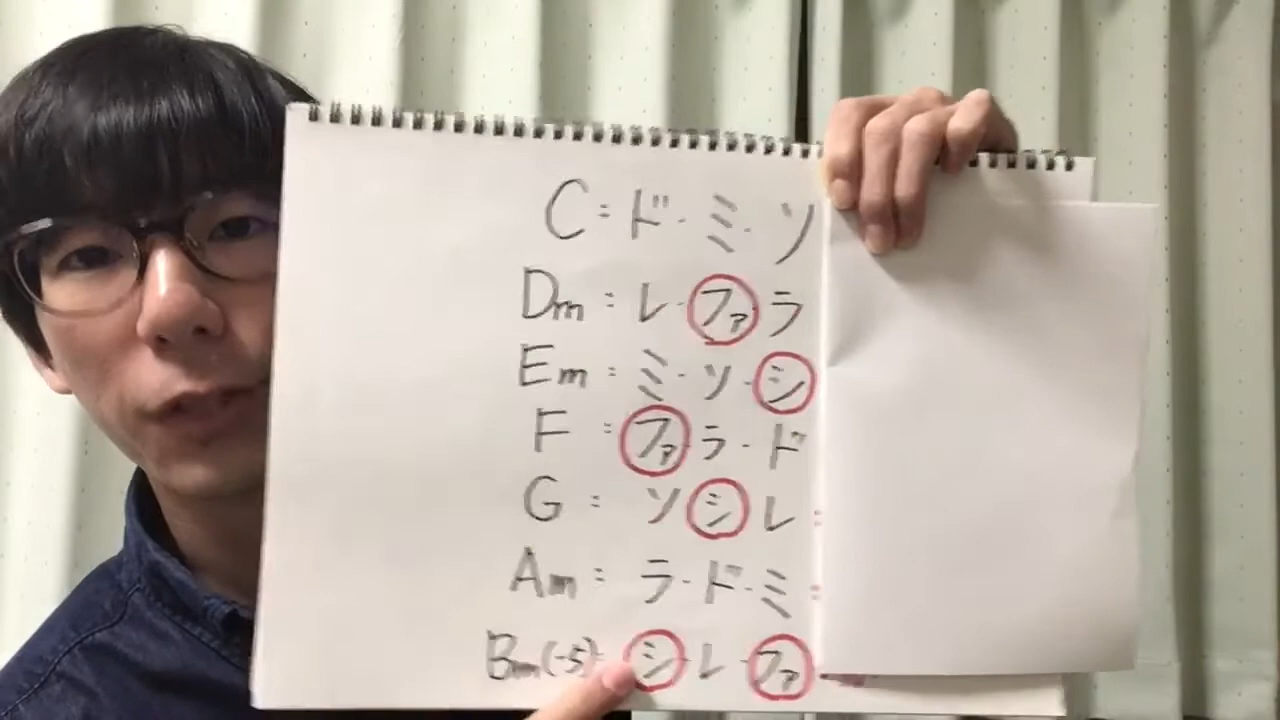 C = ド・ミ・ソ
Dm = レ・ファ ラ
Em = ミ・ソ・シ
F = ファ ラ・ド
G = ソ シ レ =
Am = ラ・ド・ミ =
Bm(-5) = シ・レ・ファ